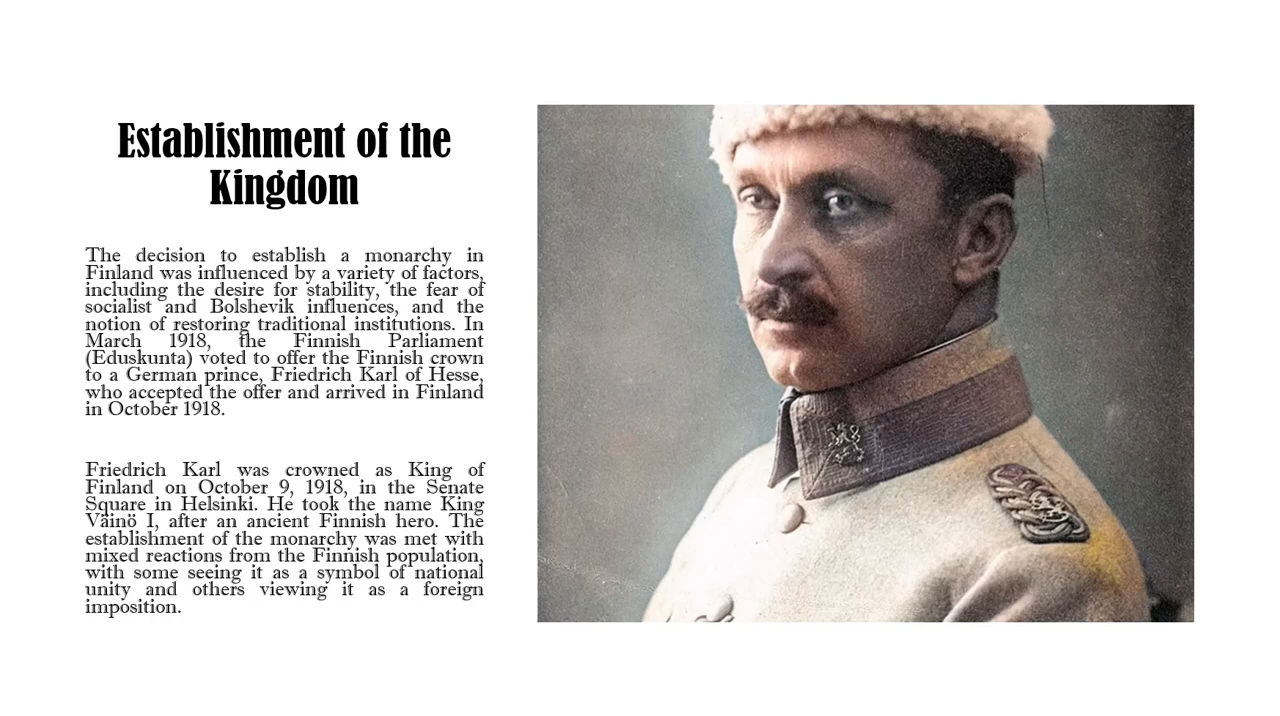 Establishment of the
Kingdom
The decision to establish a monarchy in
Finland was influenced by a variety of factors,
including the desire for stability, the fear of
socialist and Bolshevik influences, and the
notion of restoring traditional institutions. In
March 1918, the Finnish Parliament
(Eduskunta) voted to offer the Finnish crown
to a German prince, Friedrich Karl of Hesse,
who accepted the offer and arrived in Finland
in October 1918.
Friedrich Karl was crowned as King of
Finland on October 9, 1918, in the Senate
Square in Helsinki. He took the name King
Väinö I, after an ancient Finnish hero. The
establishment of the monarchy was met with
mixed reactions from the Finnish population,
with some seeing it as a symbol of national
unity and others viewing it as a foreign
imposition.